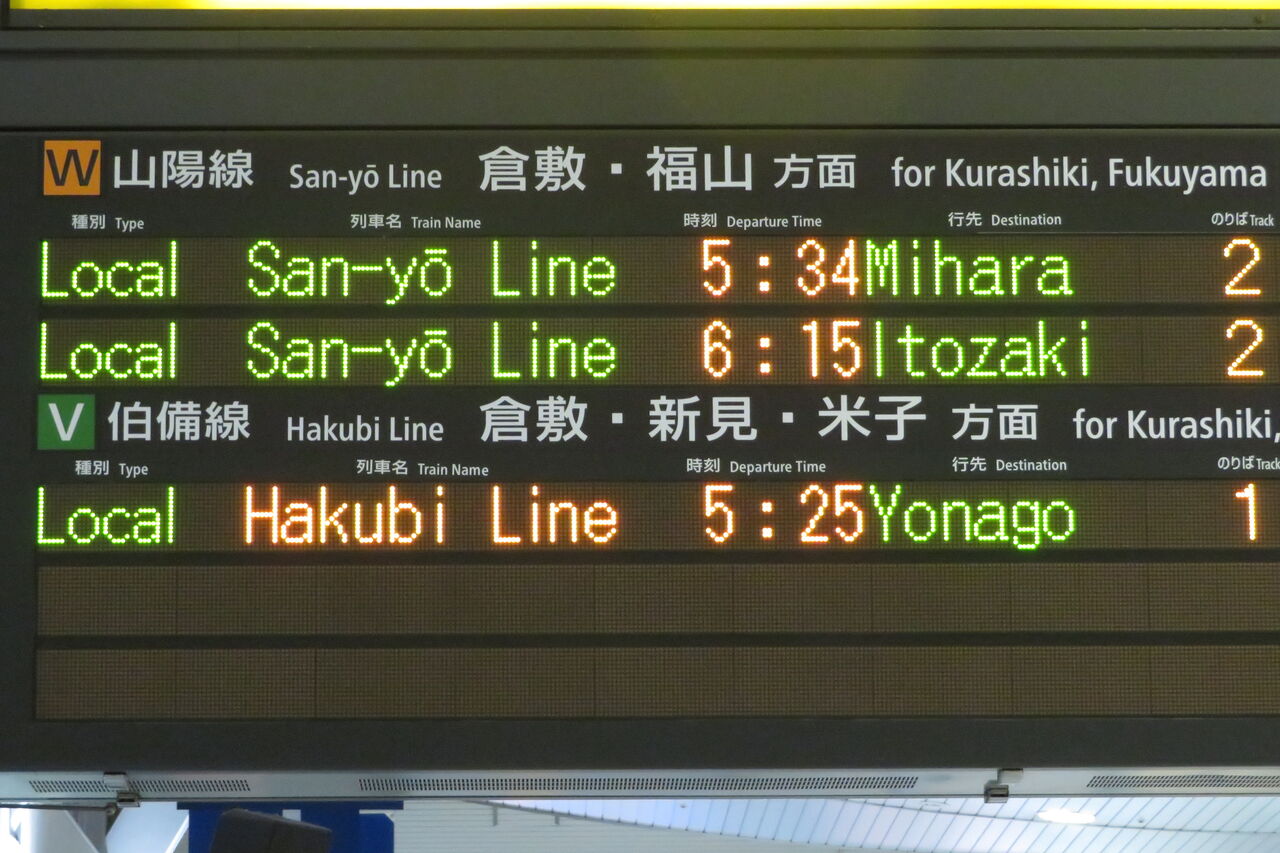 W 山陽線 San-yō Line 倉敷・福山 方面 for Kurashiki, Fukuyama
種別 Type 列車名 Train Name 時刻 Departure Time 行先 Destination のりば Track
Local San-yō Line 5:34 Mihara 2
Local San-yō Line 6:15 Itozaki 2
V 伯備線 Hakubi Line 倉敷・新見・米子 方面 for Kurashiki,
種別 Type 列車名 Train Name 時刻 Departure Time 行先 Destination のりば Track
Local Hakubi Line 5:25 Yonago 1